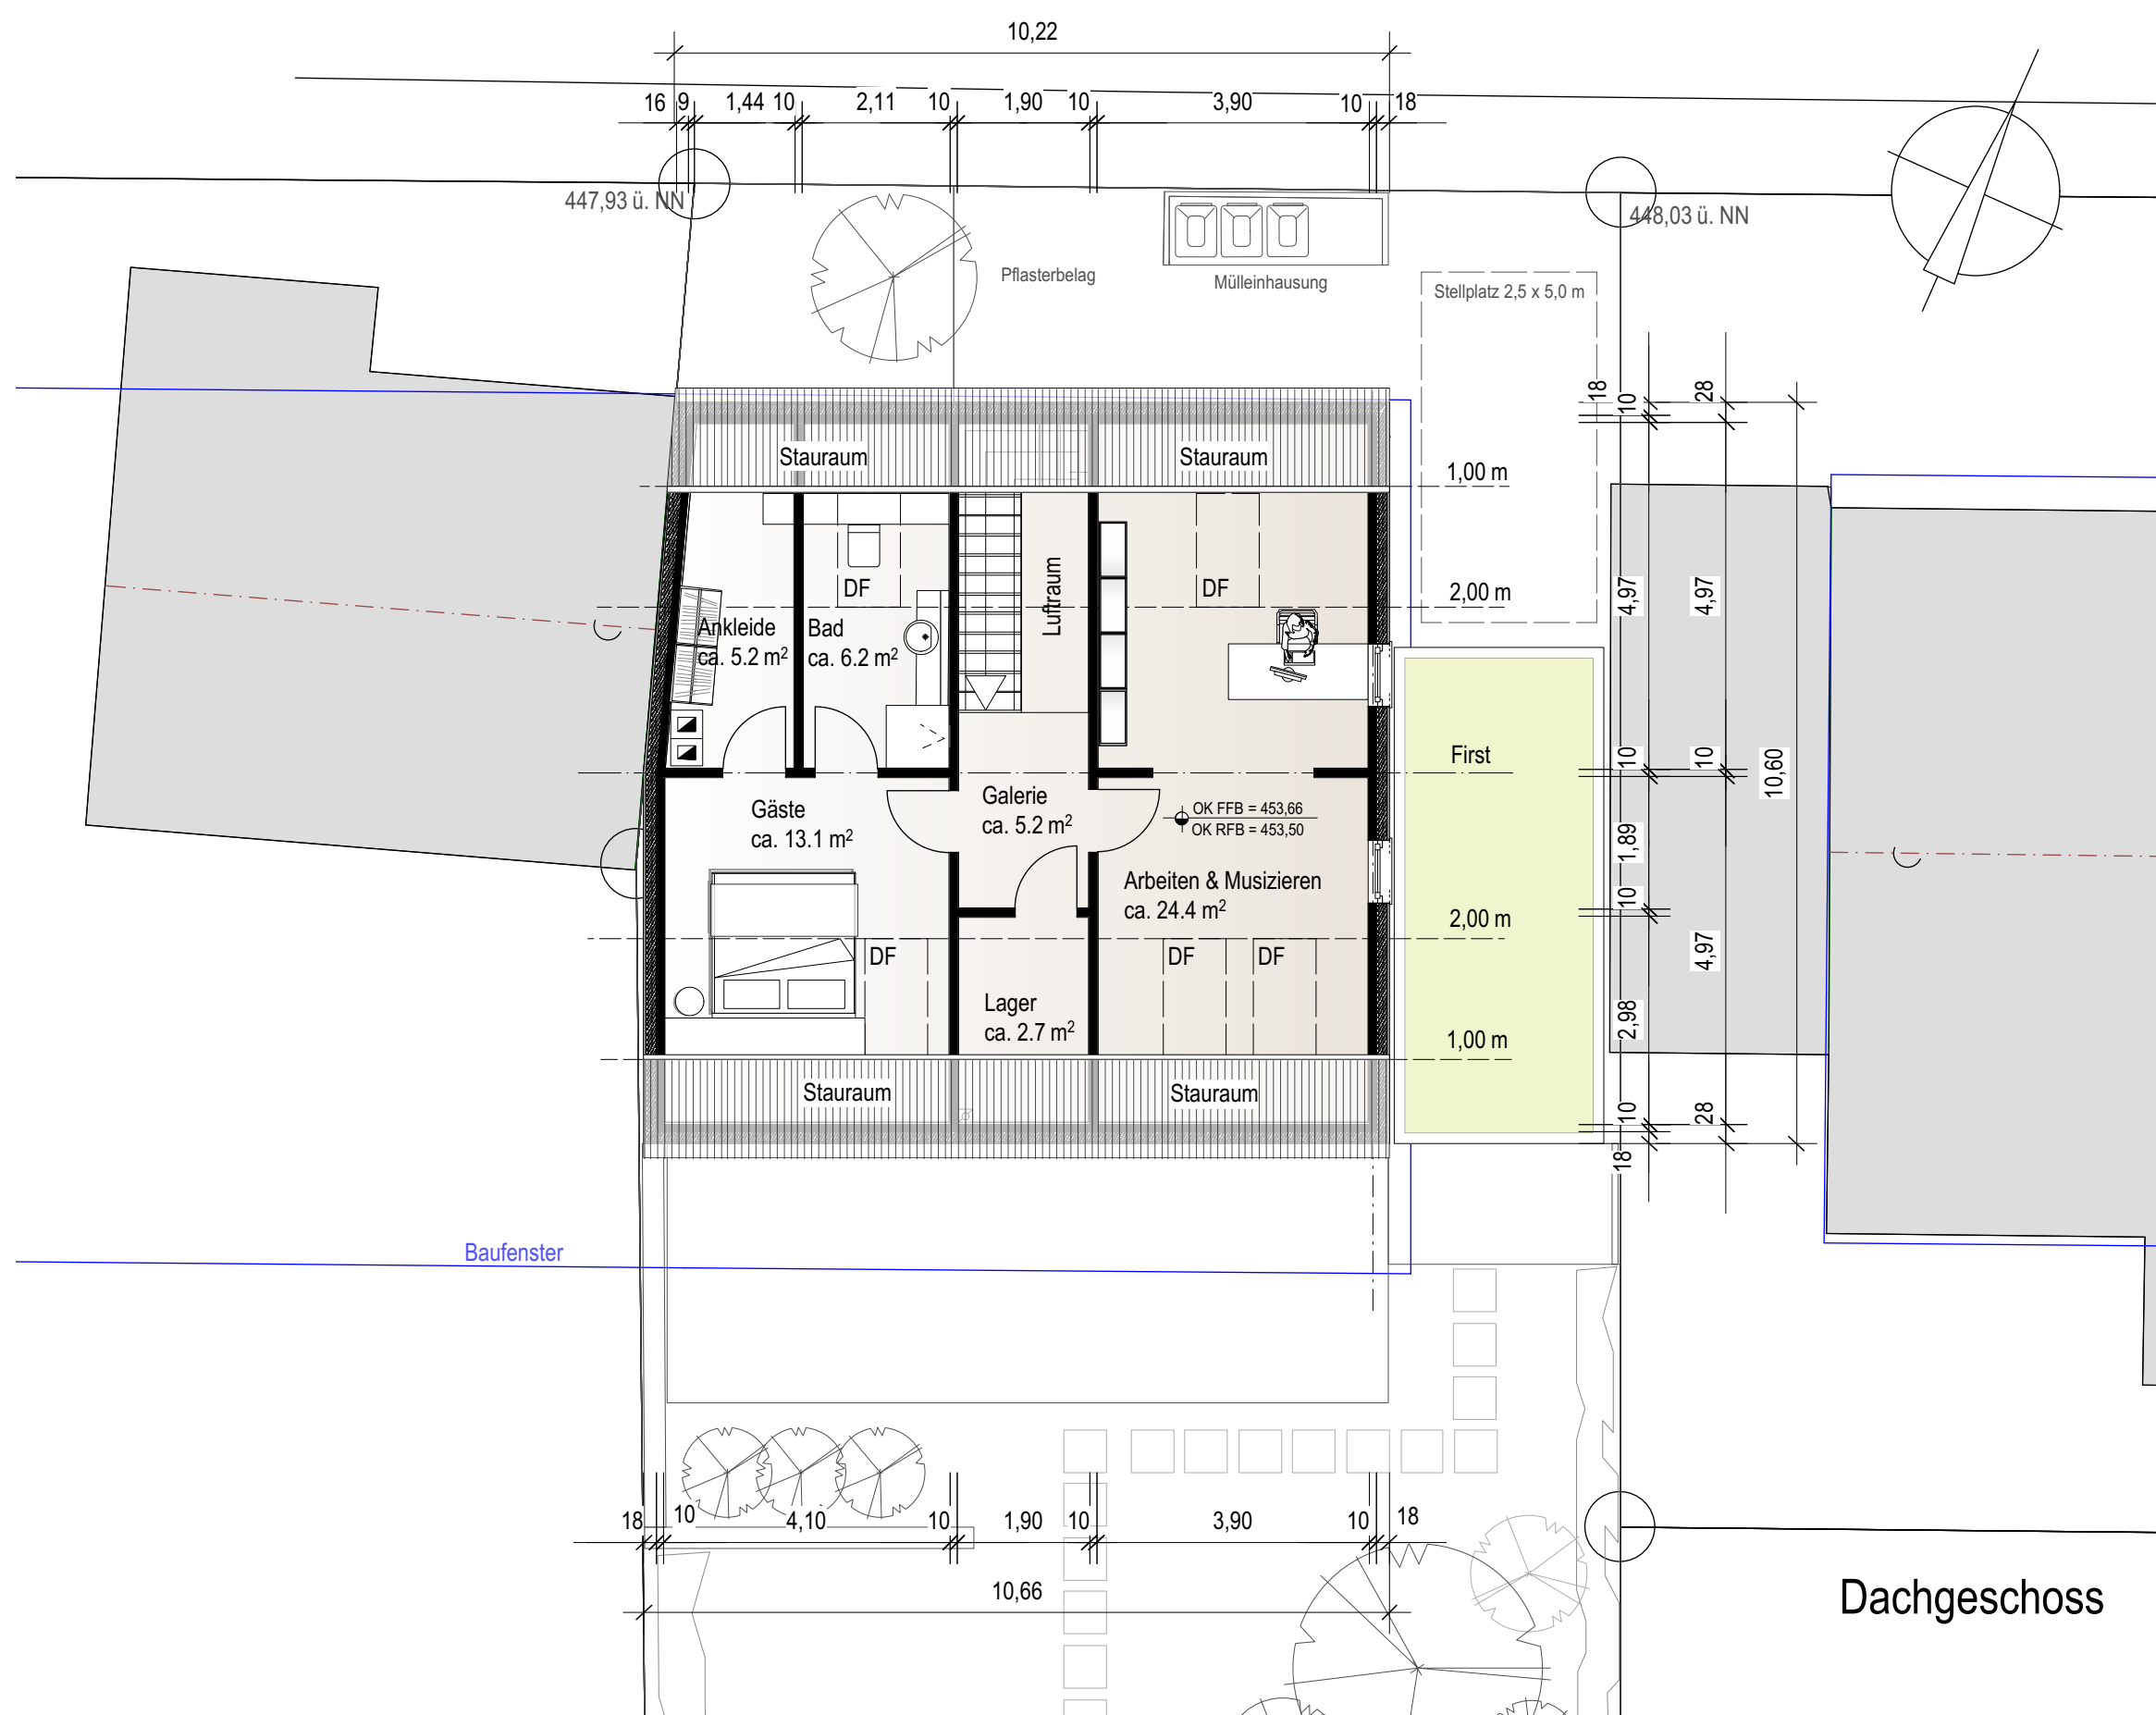 10,22
16 9 1,44 10 2,11 10 1,90 10 3,90 10 18
447,93 ü. NN
448,03 ü. NN
Pflasterbelag
Mülleinhausung
Stellplatz 2,5 x 5,0 m
18
10
28
Stauraum
Stauraum
1,00 m
DF
DF
2,00 m
4,97
4,97
Luftraum
Ankleide
ca. 5.2 m²
Bad
ca. 6.2 m²
First
10
10
10,60
Gäste
ca. 13.1 m²
Galerie
ca. 5.2 m²
OK FFB = 453,66
OK RFB = 453,50
1,89
Arbeiten & Musizieren
ca. 24.4 m²
10
2,00 m
4,97
DF
DF
DF
Lager
ca. 2.7 m²
2,98
1,00 m
Stauraum
Stauraum
10
28
18
Baufenster
18 10 4,10 10 1,90 10 3,90 10 18
10,66
Dachgeschoss